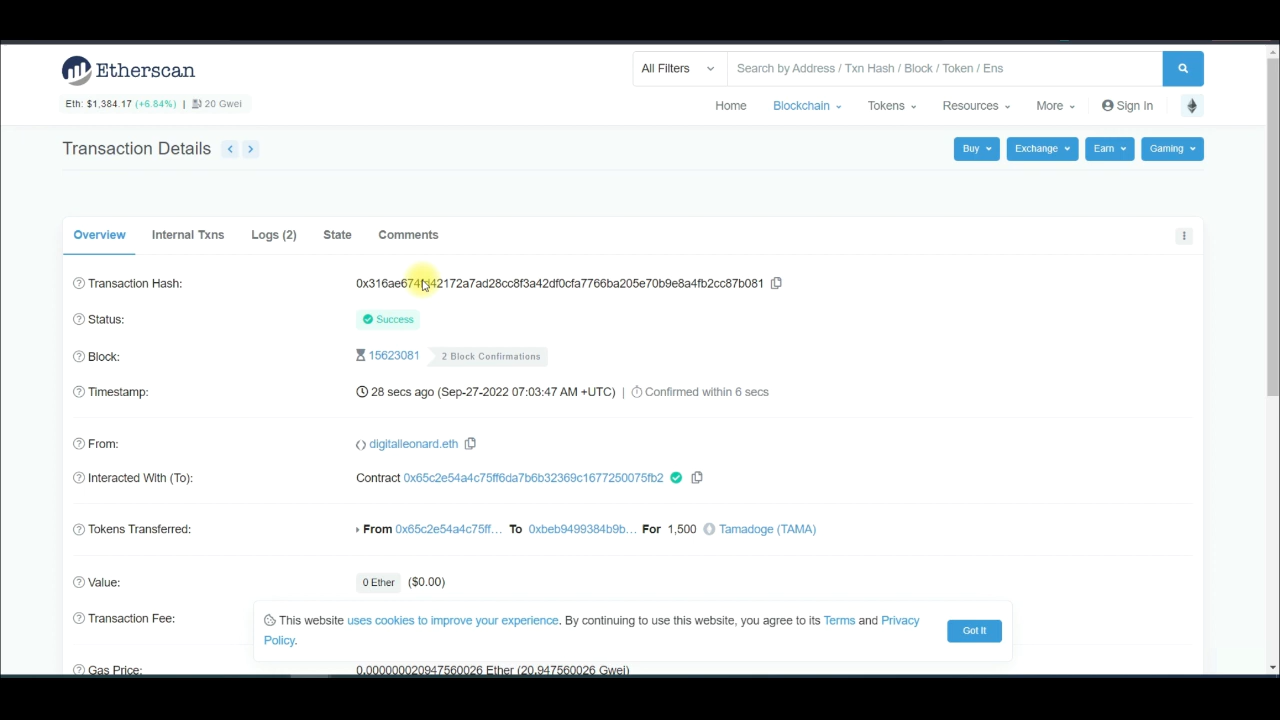 Etherscan
All Filters
Search by Address / Txn Hash / Block / Token / Ens
Eth: $1,384.17 (+6.84%) | 20 Gwei
Home Blockchain Tokens Resources More Sign In
Transaction Details
Buy Exchange Earn Gaming
Overview Internal Txns Logs (2) State Comments
Transaction Hash:
Status: Success
Block: 15623081 2 Block Confirmations
Timestamp: 28 secs ago (Sep-27-2022 07:03:47 AM +UTC) | Confirmed within 6 secs
From: digitalleonard.eth
Interacted With (To): Contract 0x65c2e54a4c75ff6da7b6b32369c1677250075fb2
Tokens Transferred: From 0x65c2e54a4c75ff... To 0xbeb9499384b9b... For 1,500 Tamadoge (TAMA)
Value: 0 Ether ($0.00)
Transaction Fee:
This website uses cookies to improve your experience. By continuing to use this website, you agree to its Terms and Privacy
Policy.
Got It
Gas Price: 0.000000020947560026 Ether (20.947560026 Gwei)